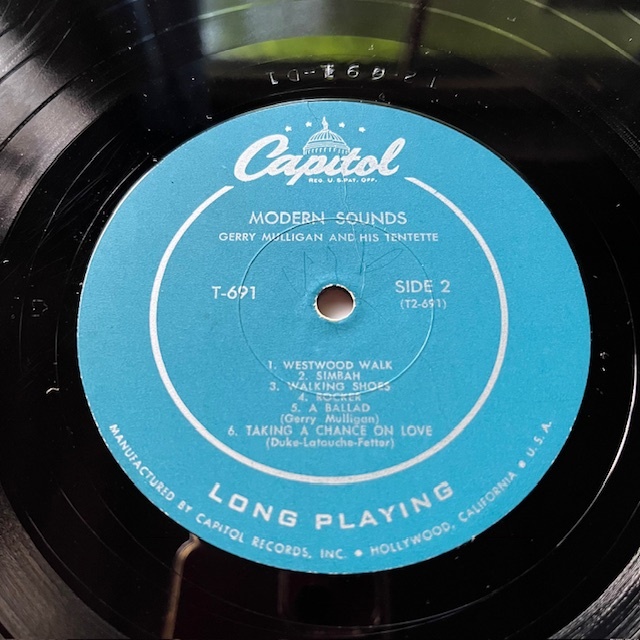 Capitol
REG. U.S. PAT. OFF.
MODERN SOUNDS
GERRY MULLIGAN AND HIS TENTETTE
T-691
SIDE 2
(T2-691)
1. WESTWOOD WALK
2. SIMBAH
3. WALKING SHOES
4. ROCKER
5. A BALLAD
(Gerry Mulligan)
6. TAKING A CHANCE ON LOVE
(Duke-Latouche-Fetter)
LONG PLAYING
MANUFACTURED BY CAPITOL RECORDS, INC. • HOLLYWOOD, CALIFORNIA • U.S.A.